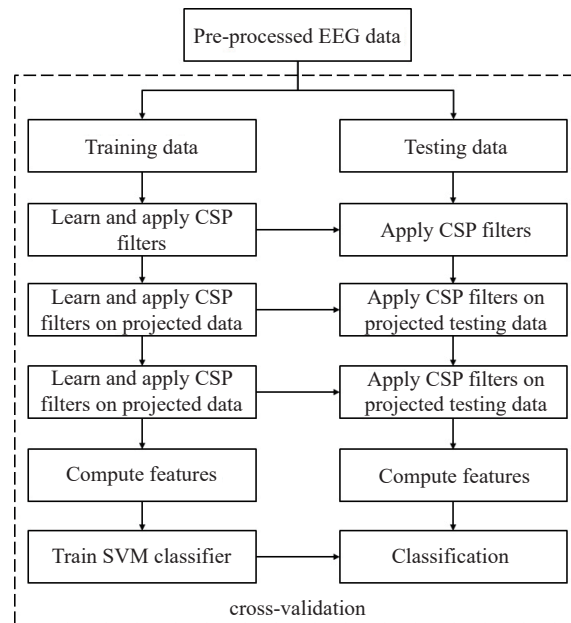 Pre-processed EEG data
Training data
Testing data
Learn and apply CSP
filters
Apply CSP filters
Learn and apply CSP
filters on projected data
Apply CSP filters on
projected testing data
Learn and apply CSP
filters on projected data
Apply CSP filters on
projected testing data
Compute features
Compute features
Train SVM classifier
Classification
cross-validation